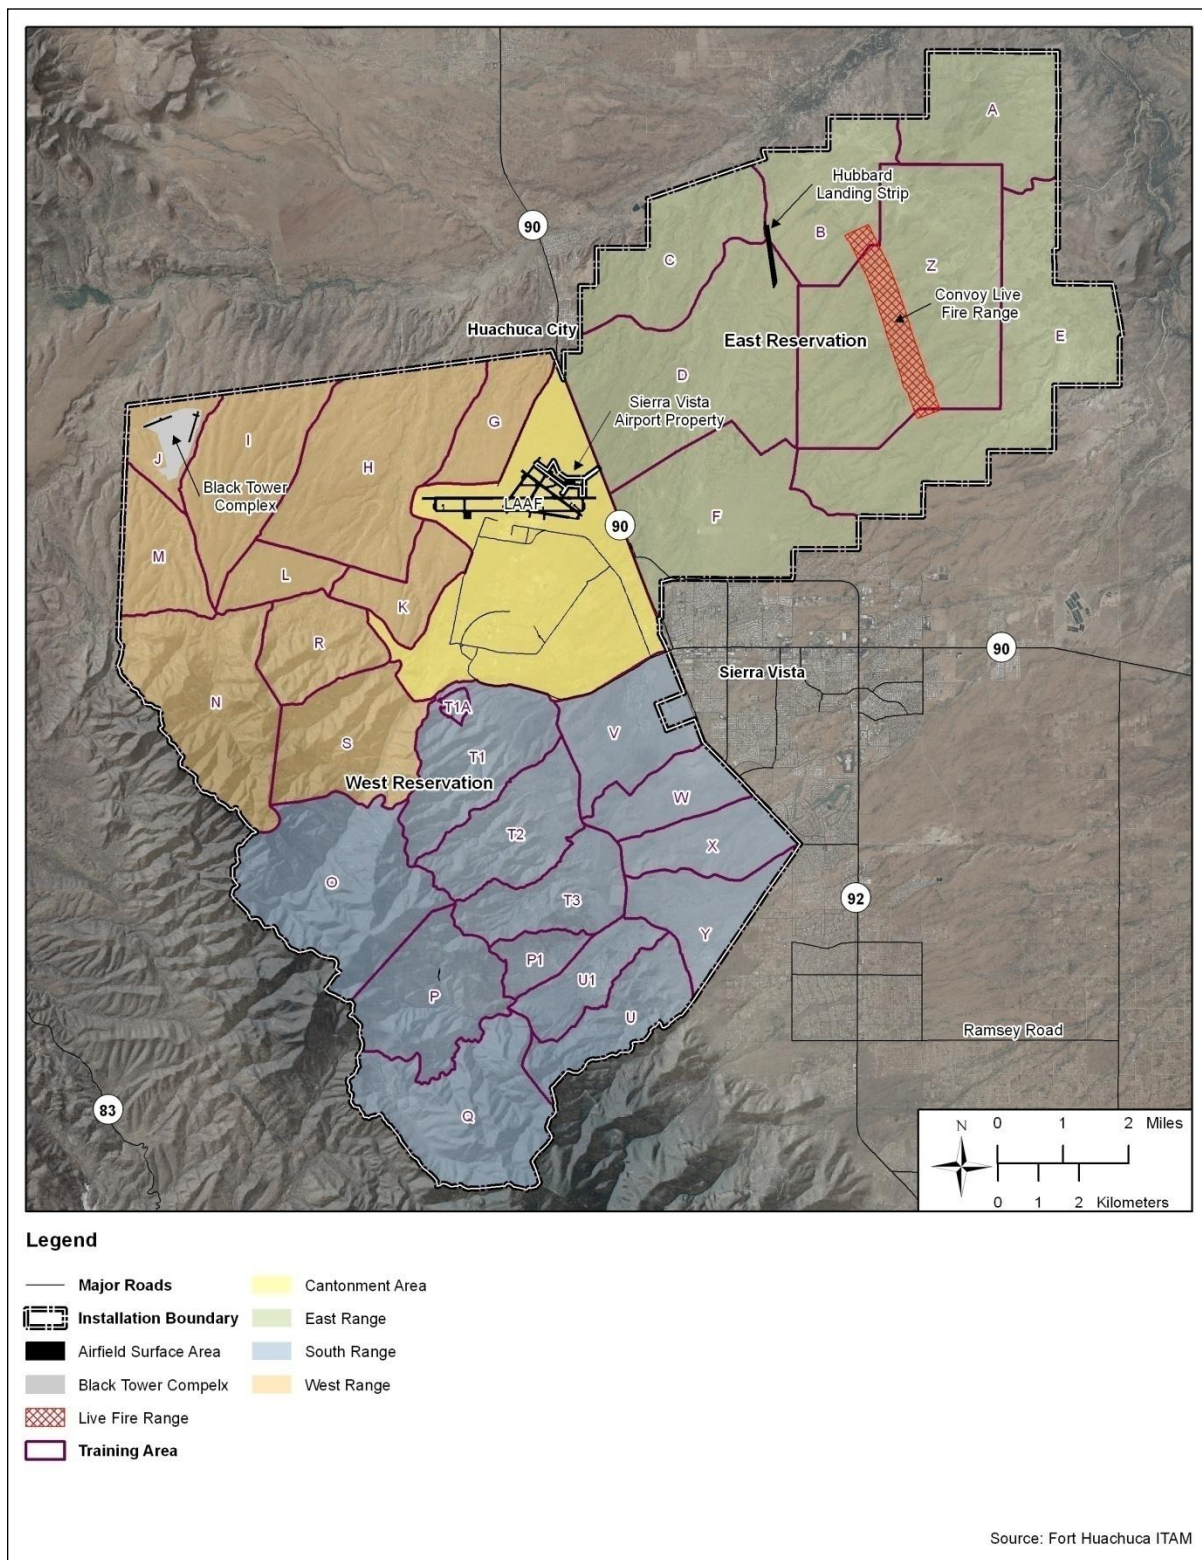 A
Hubbard
Landing Strip
90
B
C
Z
Convoy Live
Fire Range
Huachuca City
East Reservation
E
D
Sierra Vista
Airport Property
G
I
J
H
Black Tower
Complex
LAAF
90
F
M
L
K
R
90
Sierra Vista
N
T1A
V
S
T1
West Reservation
W
T2
X
O
T3
92
Y
P1
U1
P
U
Ramsey Road
83
Q
N
0 1 2 Miles
0 1 2 Kilometers
Legend
Major Roads
Installation Boundary
Airfield Surface Area
Black Tower Compelx
Live Fire Range
Training Area
Cantonment Area
East Range
South Range
West Range
Source: Fort Huachuca ITAM